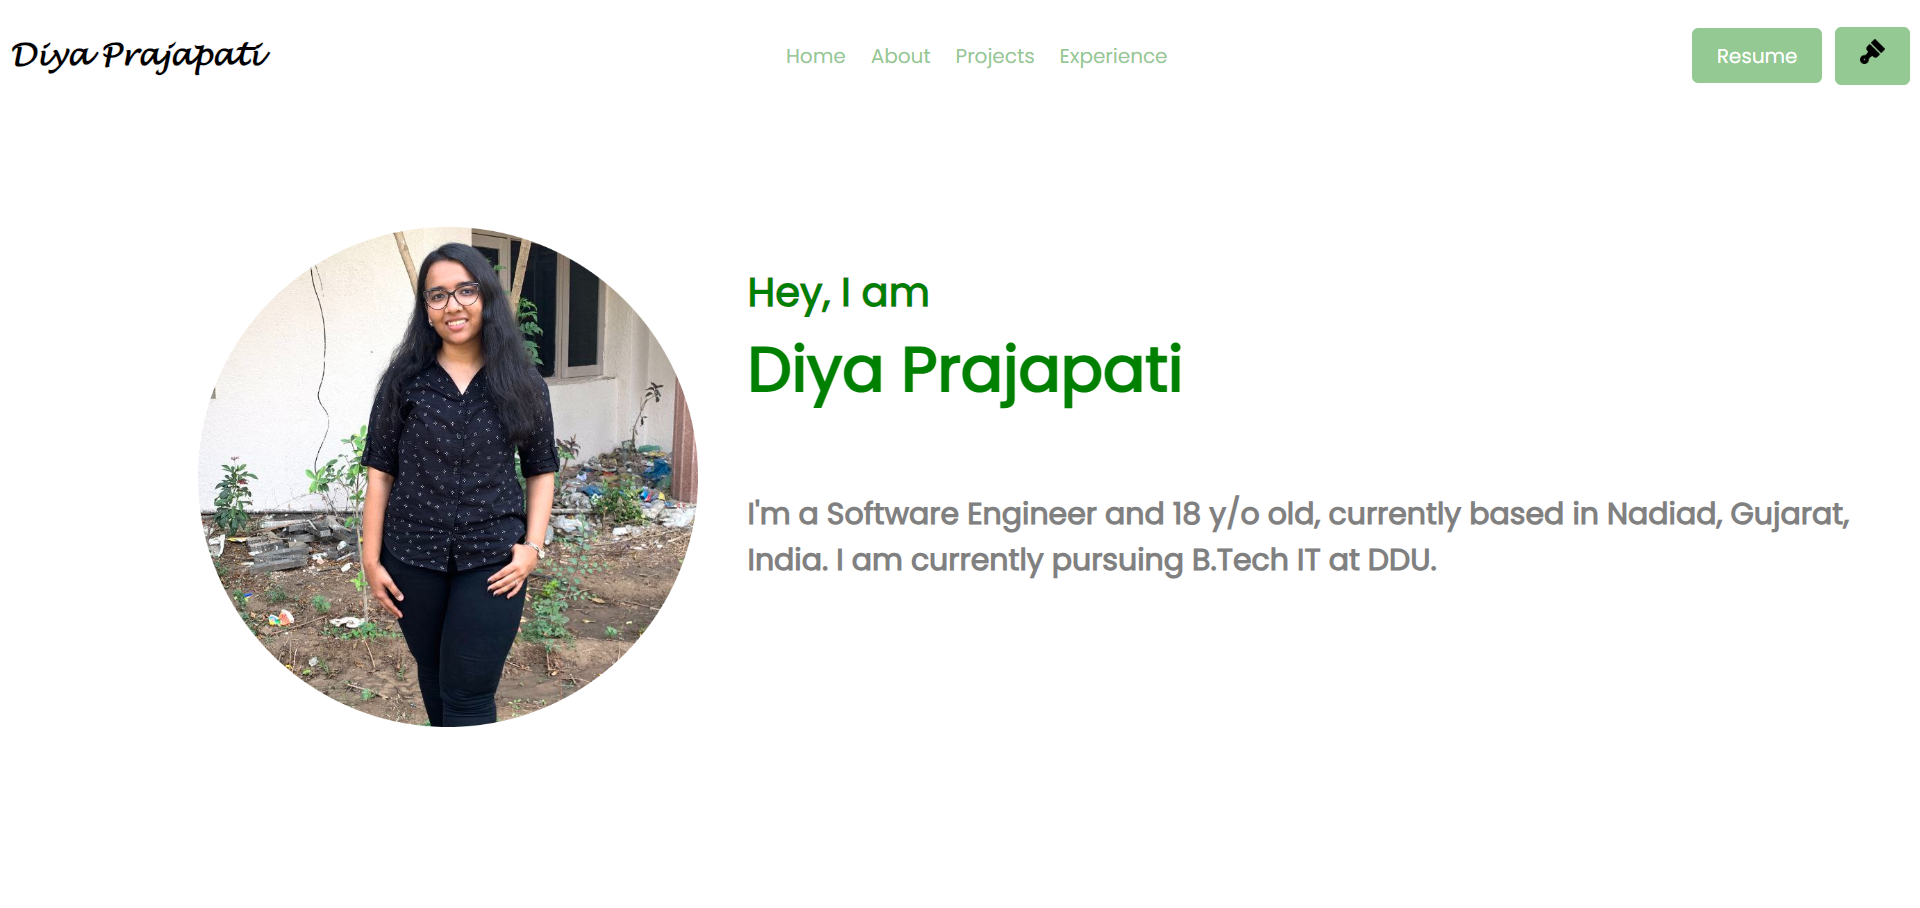 Diya Prajapati
Home About Projects Experience
Resume
Hey, I am
Diya Prajapati
I'm a Software Engineer and 18 y/o old, currently based in Nadiad, Gujarat,
India. I am currently pursuing B.Tech IT at DDU.